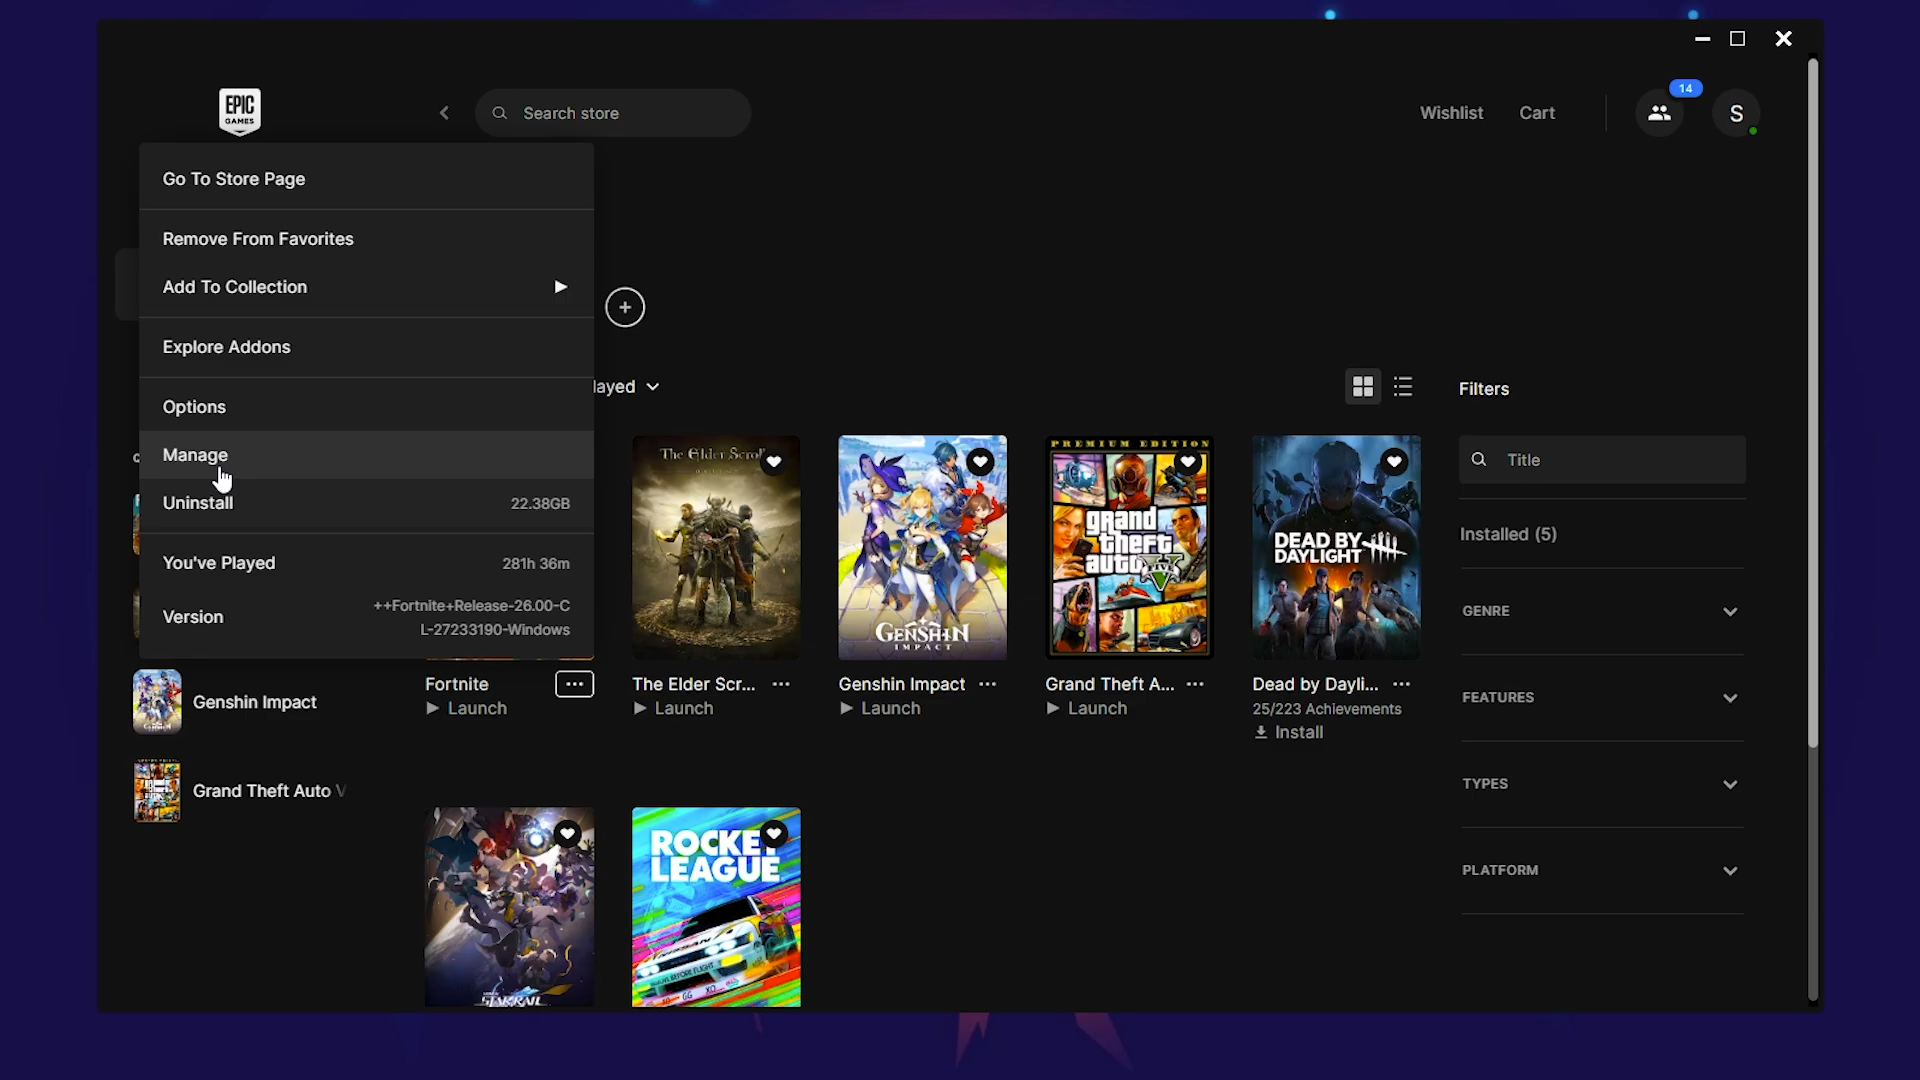 14
EPIC
GAMES
Search store
Wishlist
Cart
S
Go To Store Page
Remove From Favorites
Add To Collection
Explore Addons
layed
Filters
Options
Manage
Uninstall 22.38GB
You've Played 281h 36m
Version ++Fortnite+Release-26.00-C
L-27233190-Windows
The Elder Scrol
GENSHIN
IMPACT
PREMIUM EDITION
grand
theft
auto
FIVE
DEAD BY
DAYLIGHT
Title
Installed (5)
GENRE
FEATURES
TYPES
PLATFORM
Genshin Impact
Grand Theft Auto V
Fortnite ...
Launch
The Elder Scr... ...
Launch
Genshin Impact ...
Launch
Grand Theft A... ...
Launch
Dead by Dayli... ...
25/223 Achievements
Install
STAR RAIL
ROCKET
LEAGUE